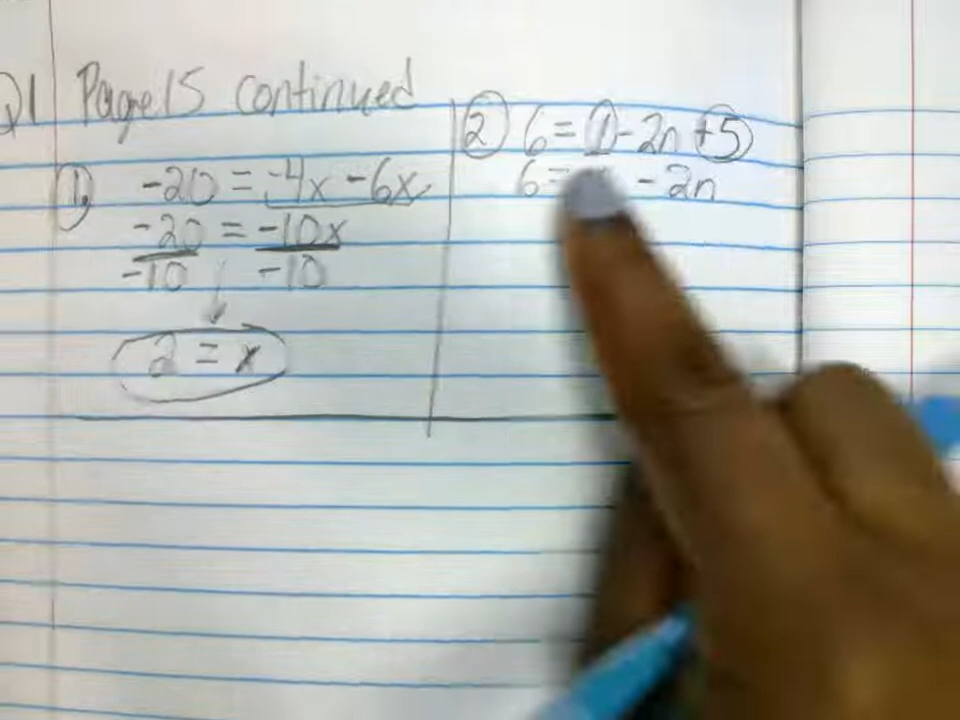 Q1 Page 15 continued
1. -20 = -4x - 6x
-20 = -10x
-10 -10
2 = x
2 6 = 1 - 2n + 5
6 = - 2n